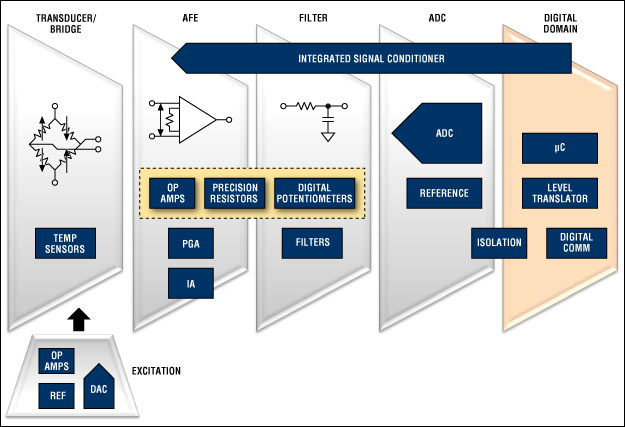 TRANSDUCER/
BRIDGE
AFE
FILTER
ADC
DIGITAL
DOMAIN
INTEGRATED SIGNAL CONDITIONER
ADC
µC
OP
AMPS
PRECISION
RESISTORS
DIGITAL
POTENTIOMETERS
REFERENCE
LEVEL
TRANSLATOR
TEMP
SENSORS
PGA
FILTERS
ISOLATION
DIGITAL
COMM
IA
OP
AMPS
EXCITATION
REF
DAC